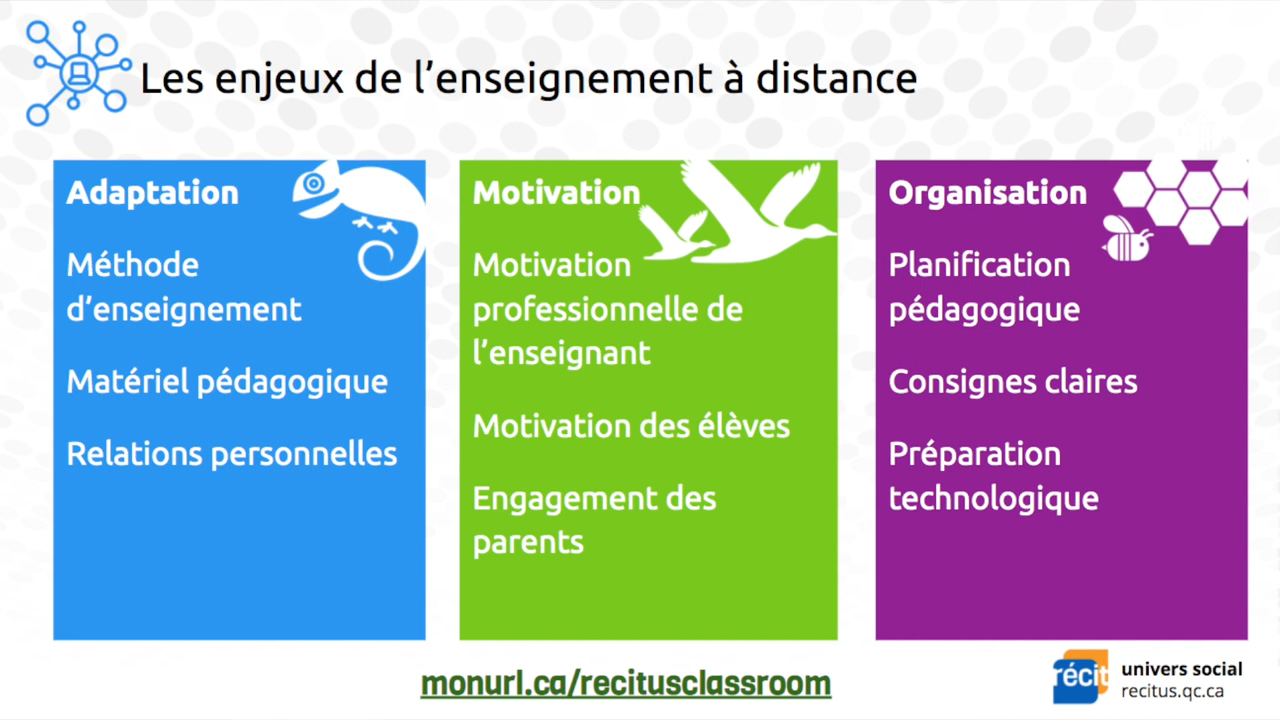 Les enjeux de l’enseignement à distance
Adaptation
Méthode
d’enseignement
Matériel pédagogique
Relations personnelles
Motivation
Motivation
professionnelle de
l’enseignant
Motivation des élèves
Engagement des
parents
Organisation
Planification
pédagogique
Consignes claires
Préparation
technologique
monurl.ca/recitusclassroom
récit
univers social
recitus.qc.ca